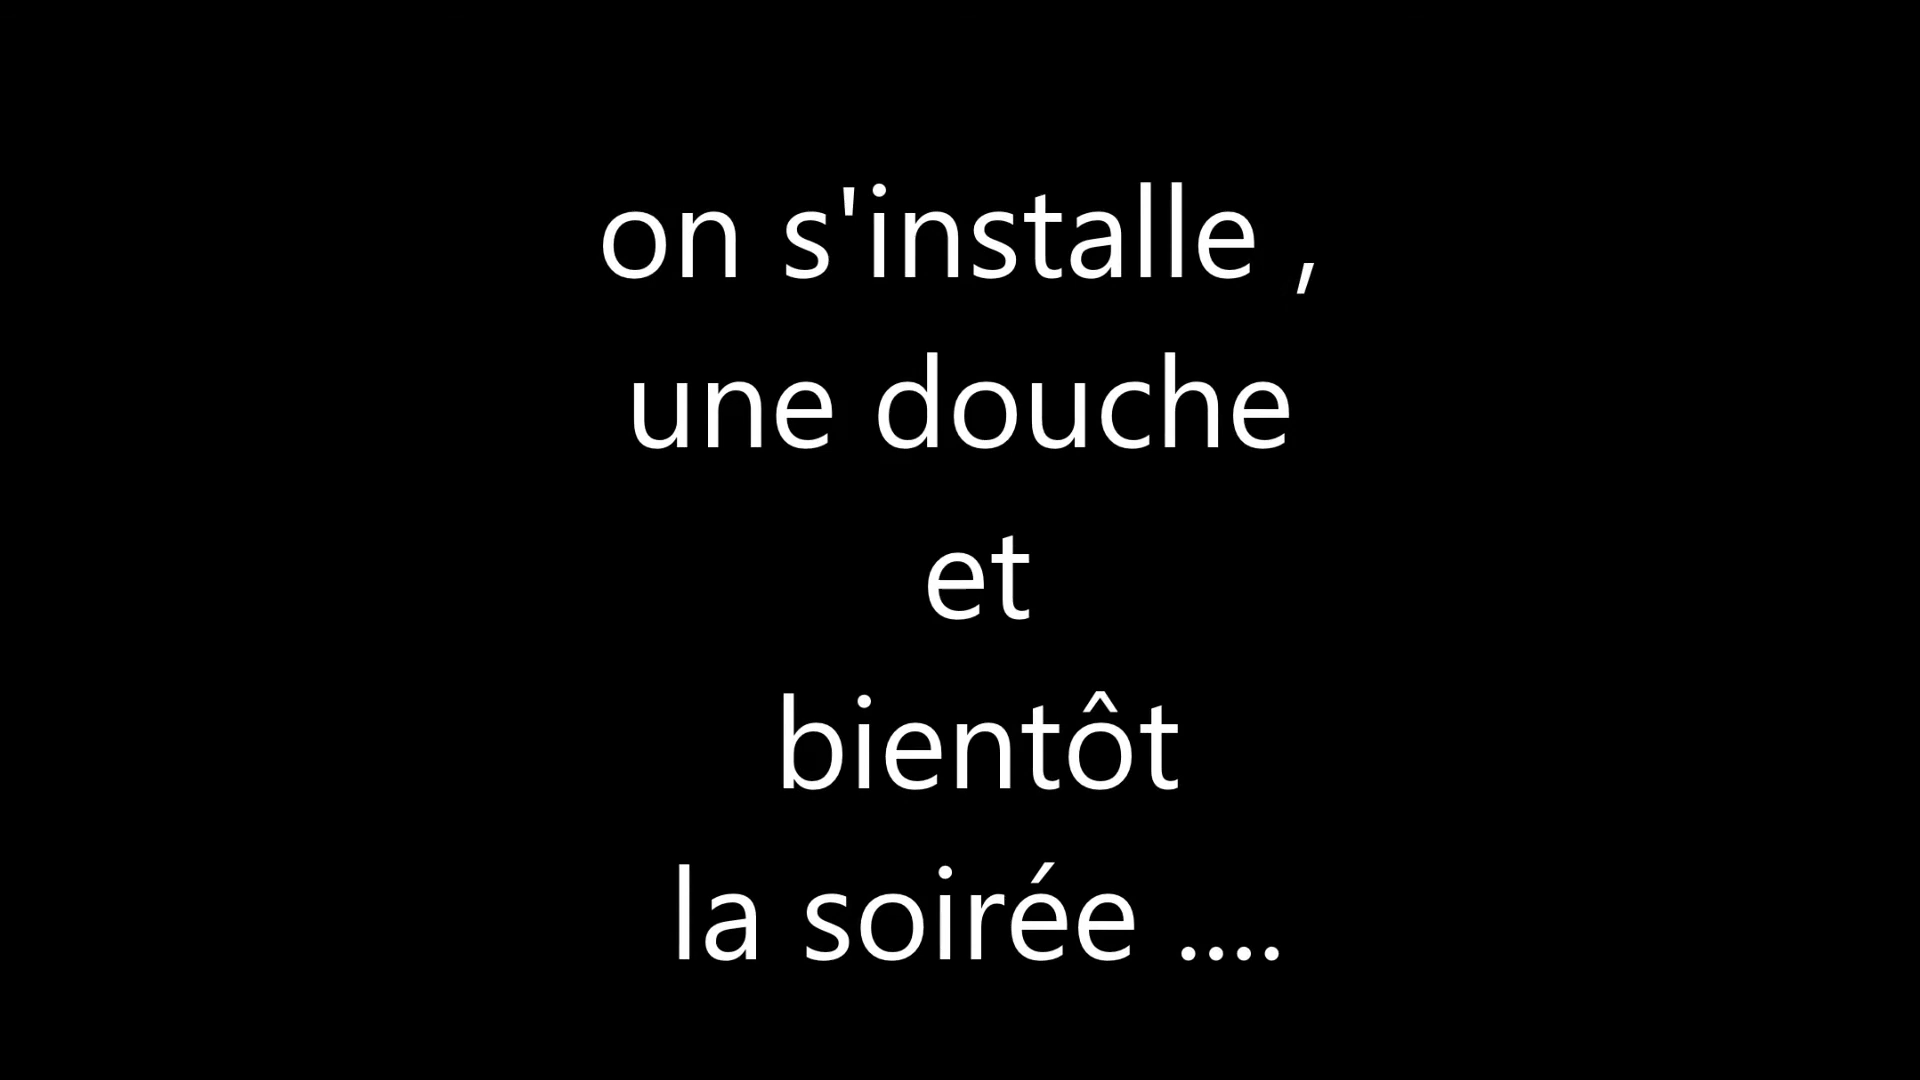 on s'installe ,
une douche
et
bientôt
la soirée ....